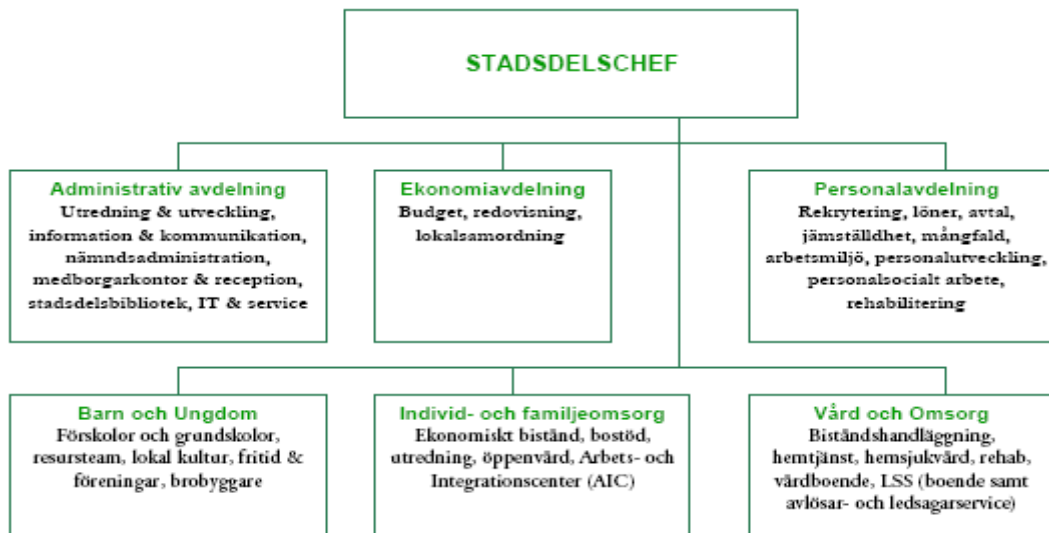 STADSDELSCHEF
Administrativ avdelning
Utredning & utveckling,
information & kommunikation,
nämndsadministration,
medborgarkontor & reception,
stadsdelsbibliotek, IT & service
Ekonomiavdelning
Budget, redovisning,
lokalsamordning
Personalavdelning
Rekrytering, löner, avtal,
jämställdhet, mångfald,
arbetsmiljö, personalutveckling,
personalsocialt arbete,
rehabilitering
Barn och Ungdom
Förskolor och grundskolor,
resursteam, lokal kultur, fritid &
föreningar, brobyggare
Individ- och familjeomsorg
Ekonomiskt bistånd, bostöd,
utredning, öppenvård, Arbets- och
Integrationscenter (AIC)
Vård och Omsorg
Biståndshandläggning,
hemtjänst, hemsjukvård, rehab,
vårdboende, LSS (boende samt
avlösar- och ledsagarservice)